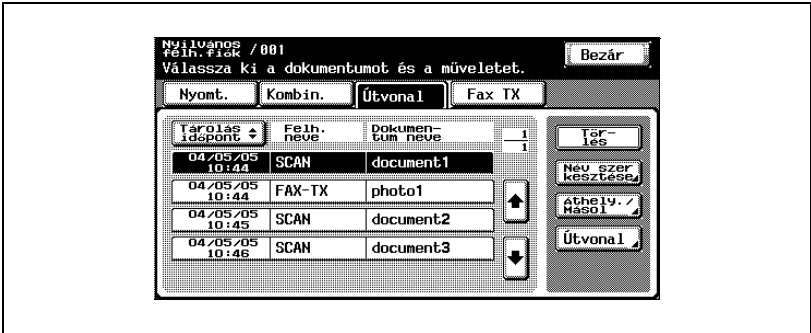 Nyilvános
felh.fiók /001
Bezár
Válassza ki a dokumentumot és a müveletet.
Nyomt. Kombin. Útvonal Fax TX
Tárolás
időpont Felh.
neve Dokumen-
tum neve 1
1
Tör-
lés
04/05/05
10:44 SCAN document1
Név szer
kesztése
04/05/05
10:44 FAX-TX photo1
Áthely./
Másol
04/05/05
10:45 SCAN document2
Útvonal
04/05/05
10:46 SCAN document3